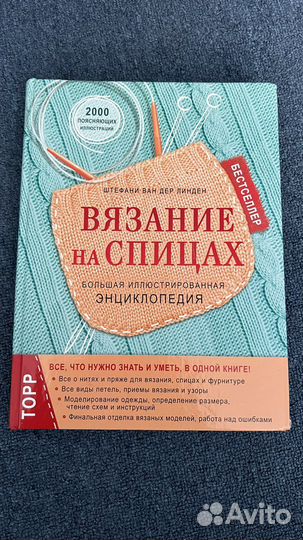 2000
ПОЯСНЯЮЩИХ
ИЛЛЮСТРАЦИЙ
БЕСТСЕЛЛЕР
ШТЕФАНИ ВАН ДЕР ЛИНДЕН
ВЯЗАНИЕ
НА СПИЦАХ
БОЛЬШАЯ ИЛЛЮСТРИРОВАННАЯ
ЭНЦИКЛОПЕДИЯ
ВСЕ, ЧТО НУЖНО ЗНАТЬ И УМЕТЬ, В ОДНОЙ КНИГЕ!
• Все о нитях и пряже для вязания, спицах и фурнитуре
• Все виды петель, приемы вязания и узоры
• Моделирование одежды, определение размера,
чтение схем и инструкций
• Финальная отделка вязаных моделей, работа над ошибками
TOPP
Avito